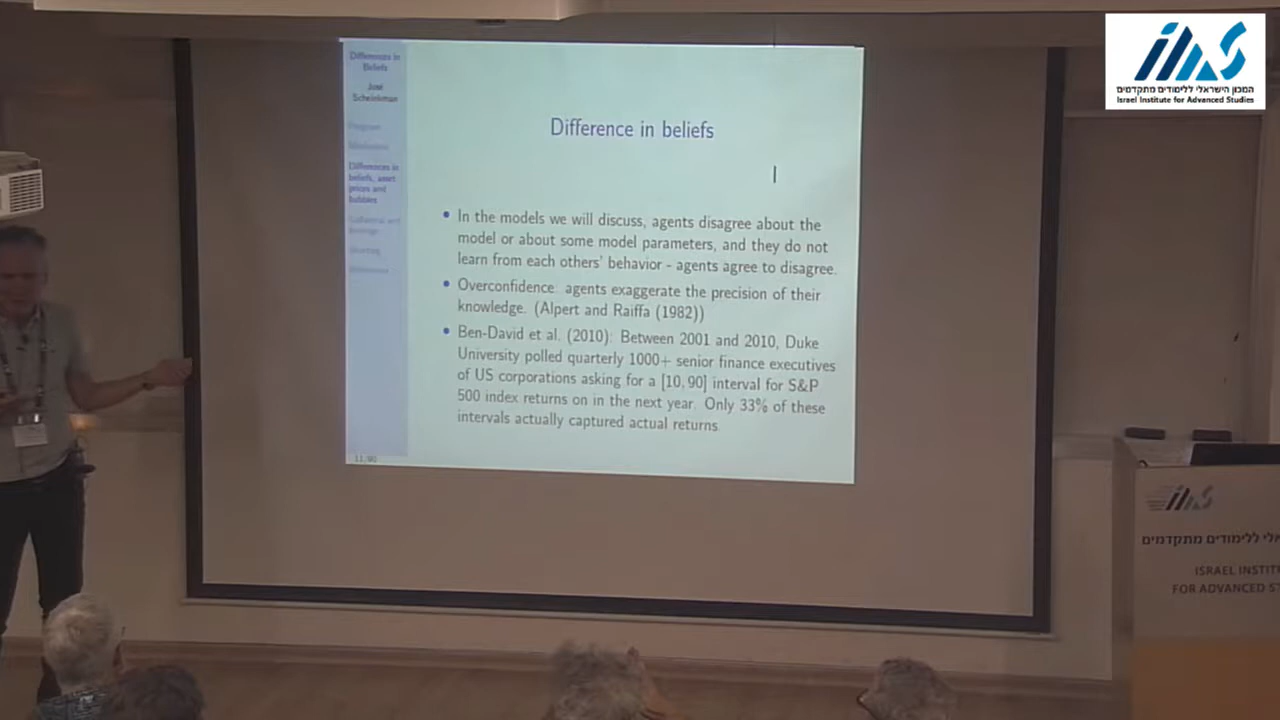 המכון הישראלי ללימודים מתקדמים
Israel Institute for Advanced Studies
Differences in
Beliefs
José
Scheinkman
Differences in
beliefs, asset
prices and
bubbles
Difference in beliefs
In the models we will discuss, agents disagree about the
model or about some model parameters, and they do not
learn from each others' behavior - agents agree to disagree.
Overconfidence: agents exaggerate the precision of their
knowledge. (Alpert and Raiffa (1982))
Ben-David et al. (2010): Between 2001 and 2010, Duke
University polled quarterly 1000+ senior finance executives
of US corporations asking for a [10, 90] interval for S&P
500 index returns on in the next year. Only 33% of these
intervals actually captured actual returns.
11/90
ללימודים מתקדמים
ISRAEL
FOR ADVANCED